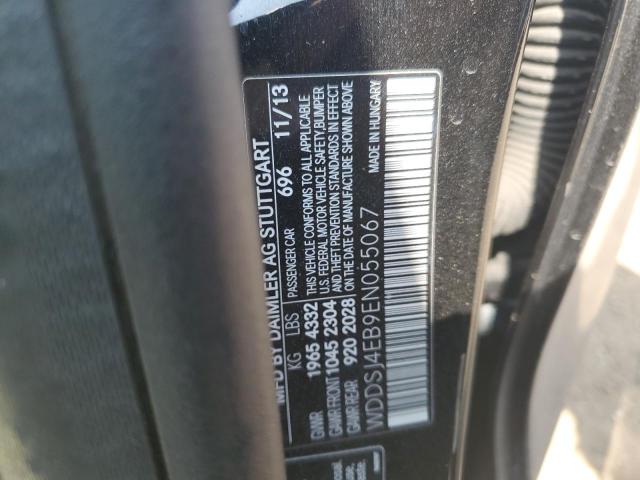 MFD BY DAIMLER AG STUTTGART
KG LBS PASSENGER CAR 696 11/13
GVWR 1965 4332 THIS VEHICLE CONFORMS TO ALL APPLICABLE
GAWR FRONT 1045 2304 U.S. FEDERAL MOTOR VEHICLE SAFETY, BUMPER
GAWR REAR 920 2028 AND THEFT PREVENTION STANDARDS IN EFFECT
ON THE DATE OF MANUFACTURE SHOWN ABOVE
WDDSJ4EB9EN055067 MADE IN HUNGARY